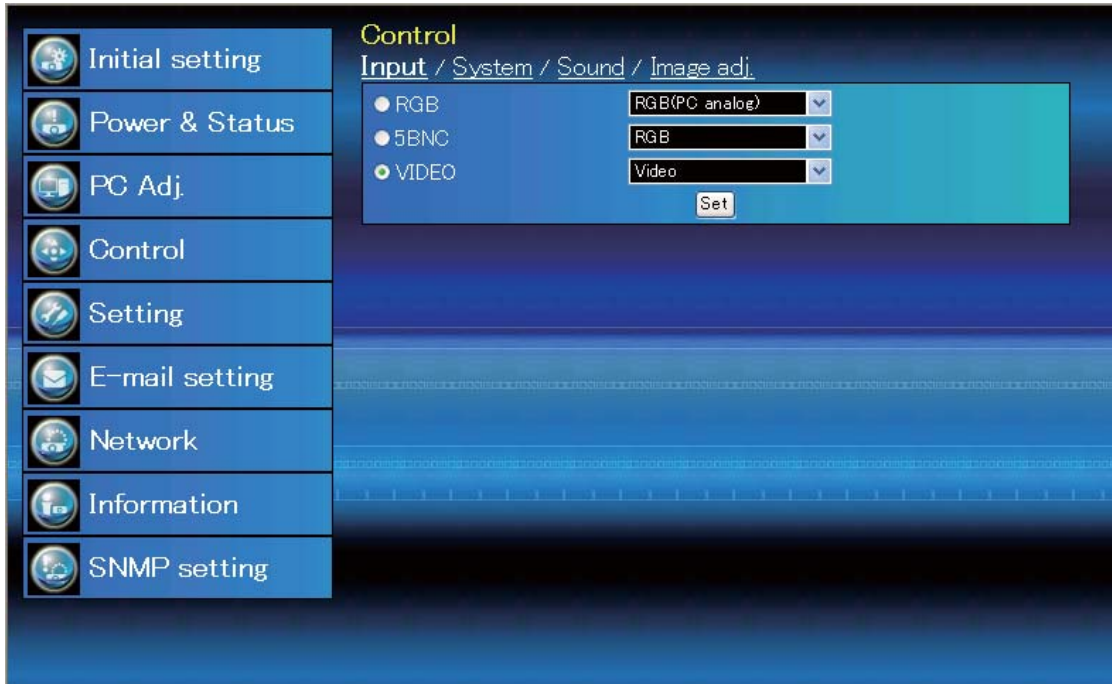 Initial setting
Power & Status
PC Adj.
Control
Setting
E-mail setting
Network
Information
SNMP setting
Control
Input / System / Sound / Image adj.
RGB RGB(PC analog)
5BNC RGB
VIDEO Video
Set